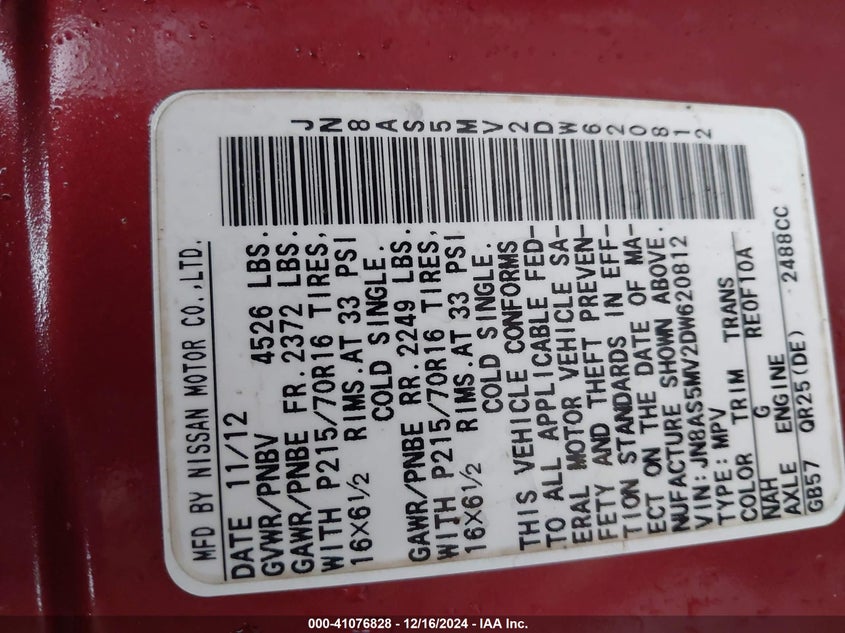 JN8AS5MV2DW620812
MFD BY NISSAN MOTOR CO.,LTD.
DATE 11/12
GVWR/PNBV 4526 LBS.
GAWR/PNBE FR.2372 LBS.
WITH P215/70R16 TIRES,
16X6½ RIMS.AT 33 PSI
COLD SINGLE.
GAWR/PNBE RR.2249 LBS.
WITH P215/70R16 TIRES,
16X6½ RIMS.AT 33 PSI
COLD SINGLE.
THIS VEHICLE CONFORMS
TO ALL APPLICABLE FED-
ERAL MOTOR VEHICLE SA-
FETY AND THEFT PREVEN-
TION STANDARDS IN EFF-
ECT ON THE DATE OF MA-
NUFACTURE SHOWN ABOVE.
VIN:JN8AS5MV2DW620812
TYPE:MPV
COLOR TRIM TRANS
NAH G RE0F10A
AXLE ENGINE
GB57 QR25(DE) 2488CC
000-41076828 - 12/16/2024 - IAA Inc.